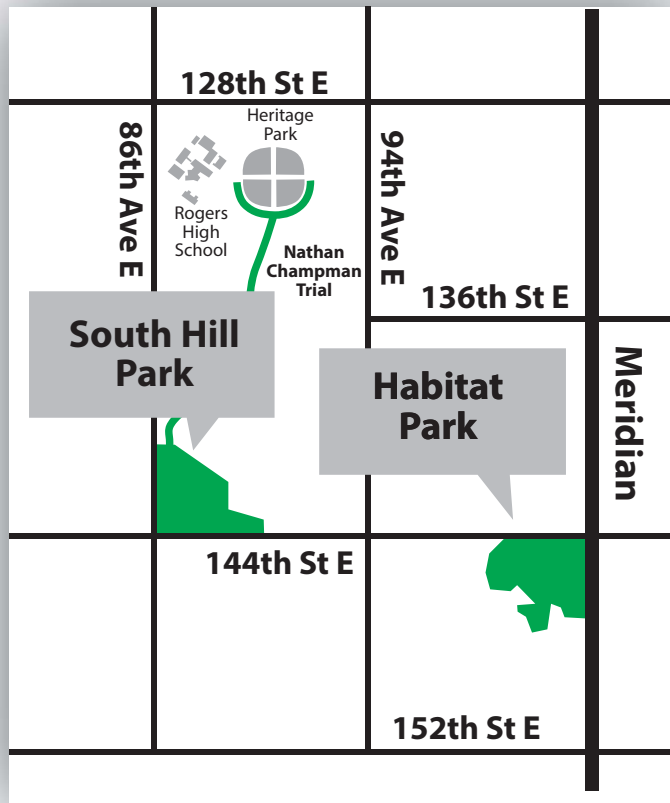 128th St E
Heritage
Park
86th Ave E
94th Ave E
Rogers
High
School
Nathan
Champman
Trial
136th St E
South Hill
Park
Habitat
Park
Meridian
144th St E
152th St E